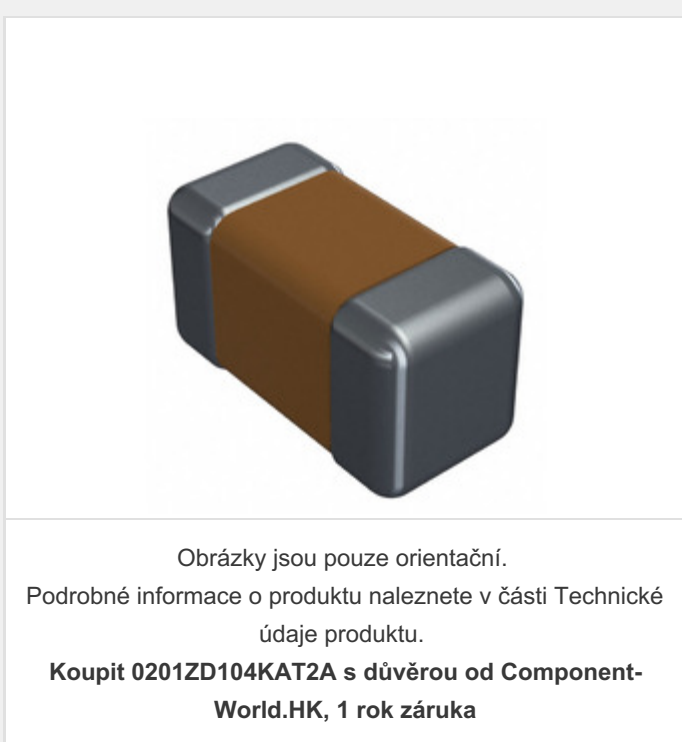 Obrázky jsou pouze orientační.
Podrobné informace o produktu naleznete v části Technické
údaje produktu.
Koupit 0201ZD104KAT2A s důvěrou od Component-
World.HK, 1 rok záruka